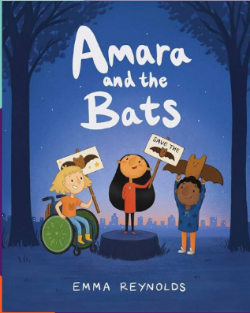 Amara
and the
Bats
SAVE THE
EMMA REYNOLDS